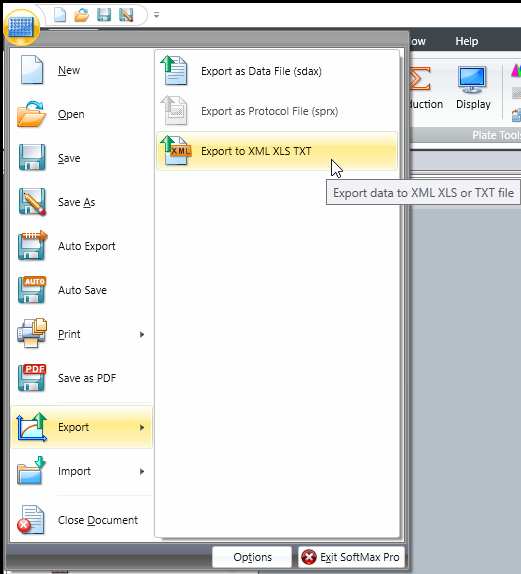 ow
Help
duction
Display
Plate Tools
New
Open
Save
Save As
Auto Export
AUTO
Auto Save
Print
PDF
Save as PDF
Export
Import
Close Document
Export as Data File (sdax)
Export as Protocol File (sprx)
XML
Export to XML XLS TXT
Export data to XML XLS or TXT file
Options
Exit SoftMax Pro